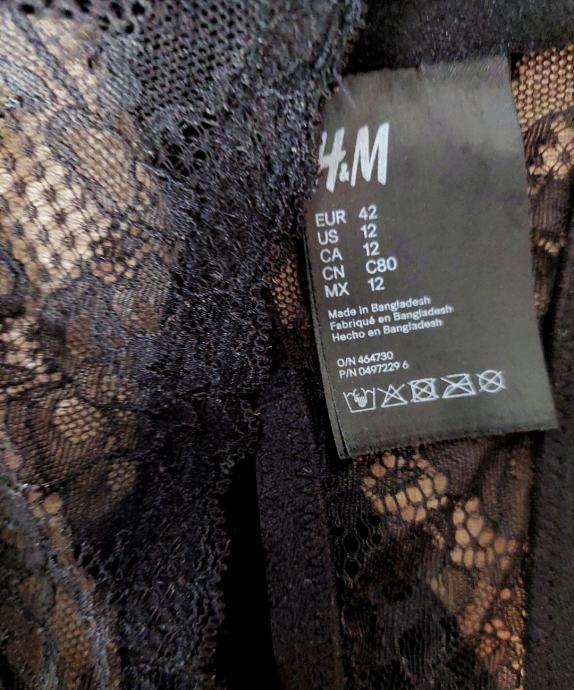 H&M
EUR 42
US 12
CA 12
CN C80
MX 12
Made in Bangladesh
Fabriqué en Bangladesh
Hecho en Bangladesh
O/N 464730
P/N 0497229 6